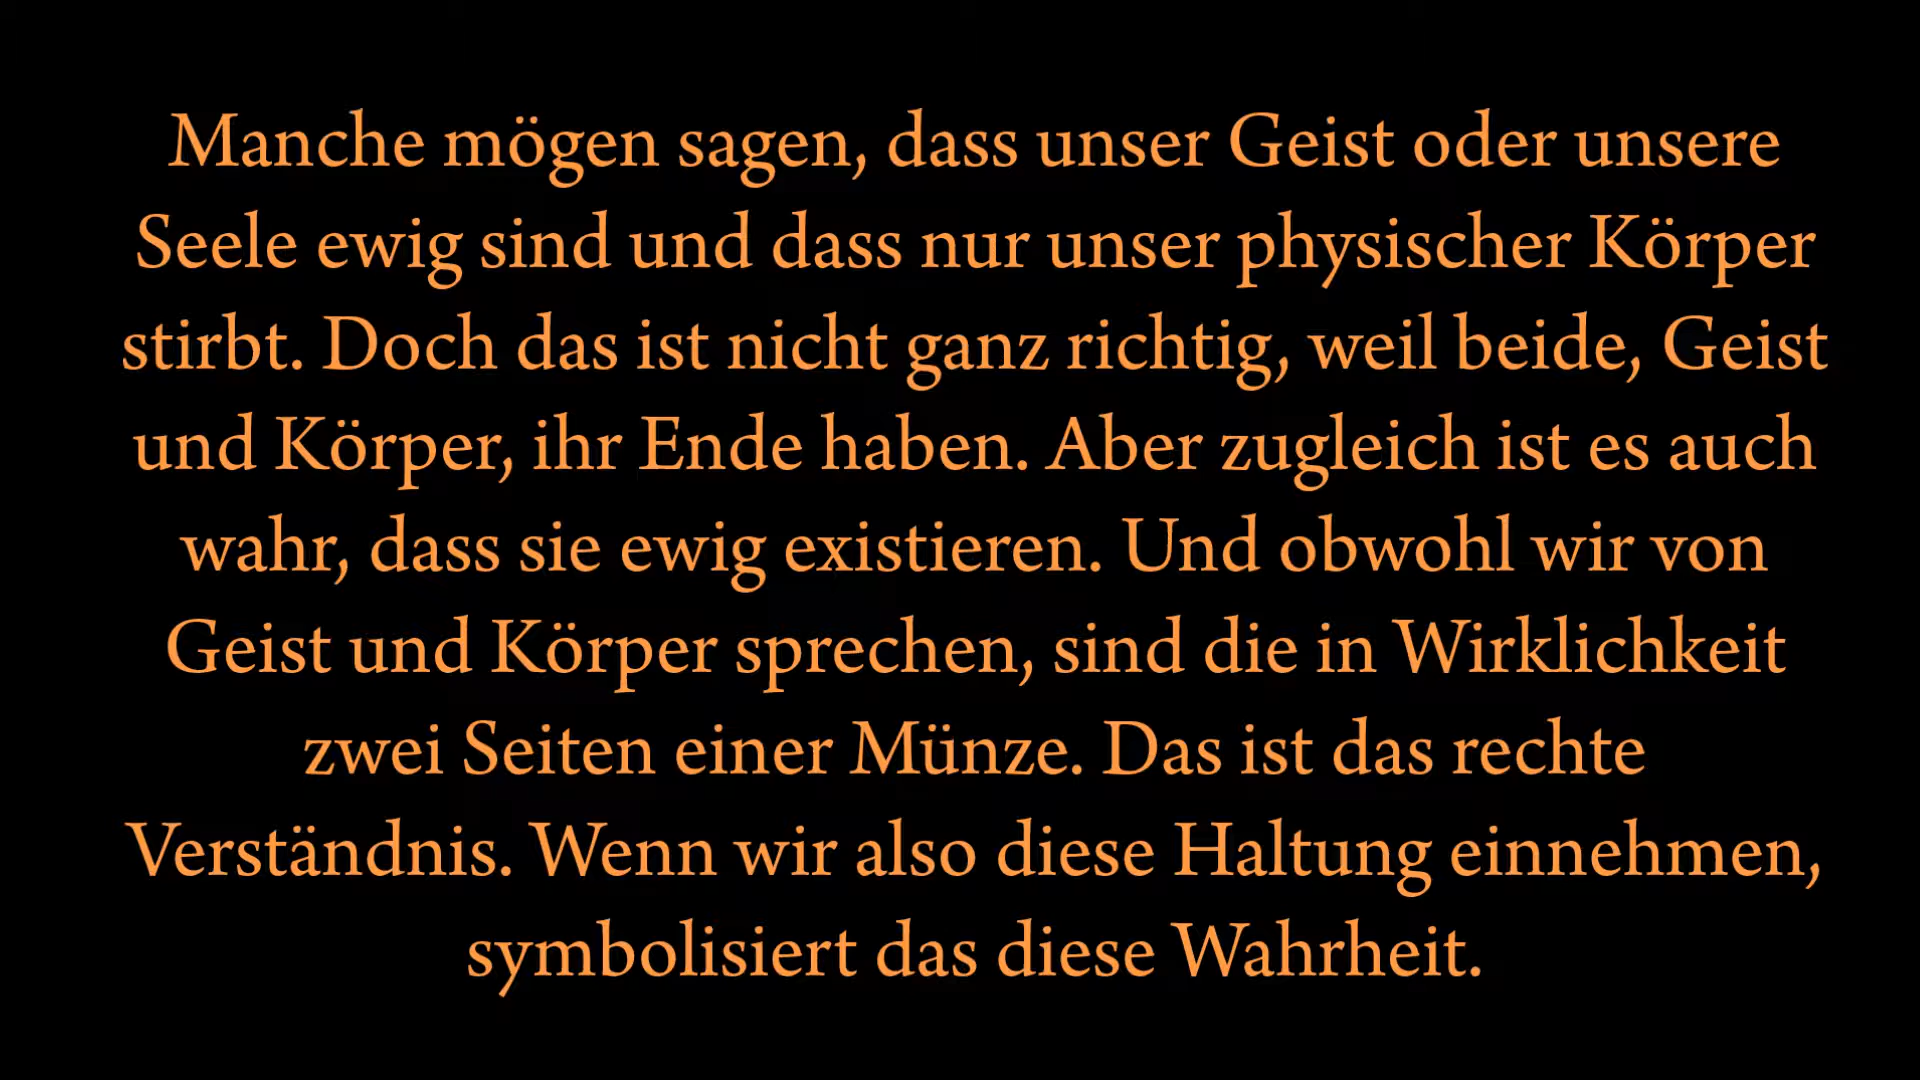 Manche mögen sagen, dass unser Geist oder unsere
Seele ewig sind und dass nur unser physischer Körper
stirbt. Doch das ist nicht ganz richtig, weil beide, Geist
und Körper, ihr Ende haben. Aber zugleich ist es auch
wahr, dass sie ewig existieren. Und obwohl wir von
Geist und Körper sprechen, sind die in Wirklichkeit
zwei Seiten einer Münze. Das ist das rechte
Verständnis. Wenn wir also diese Haltung einnehmen,
symbolisiert das diese Wahrheit.